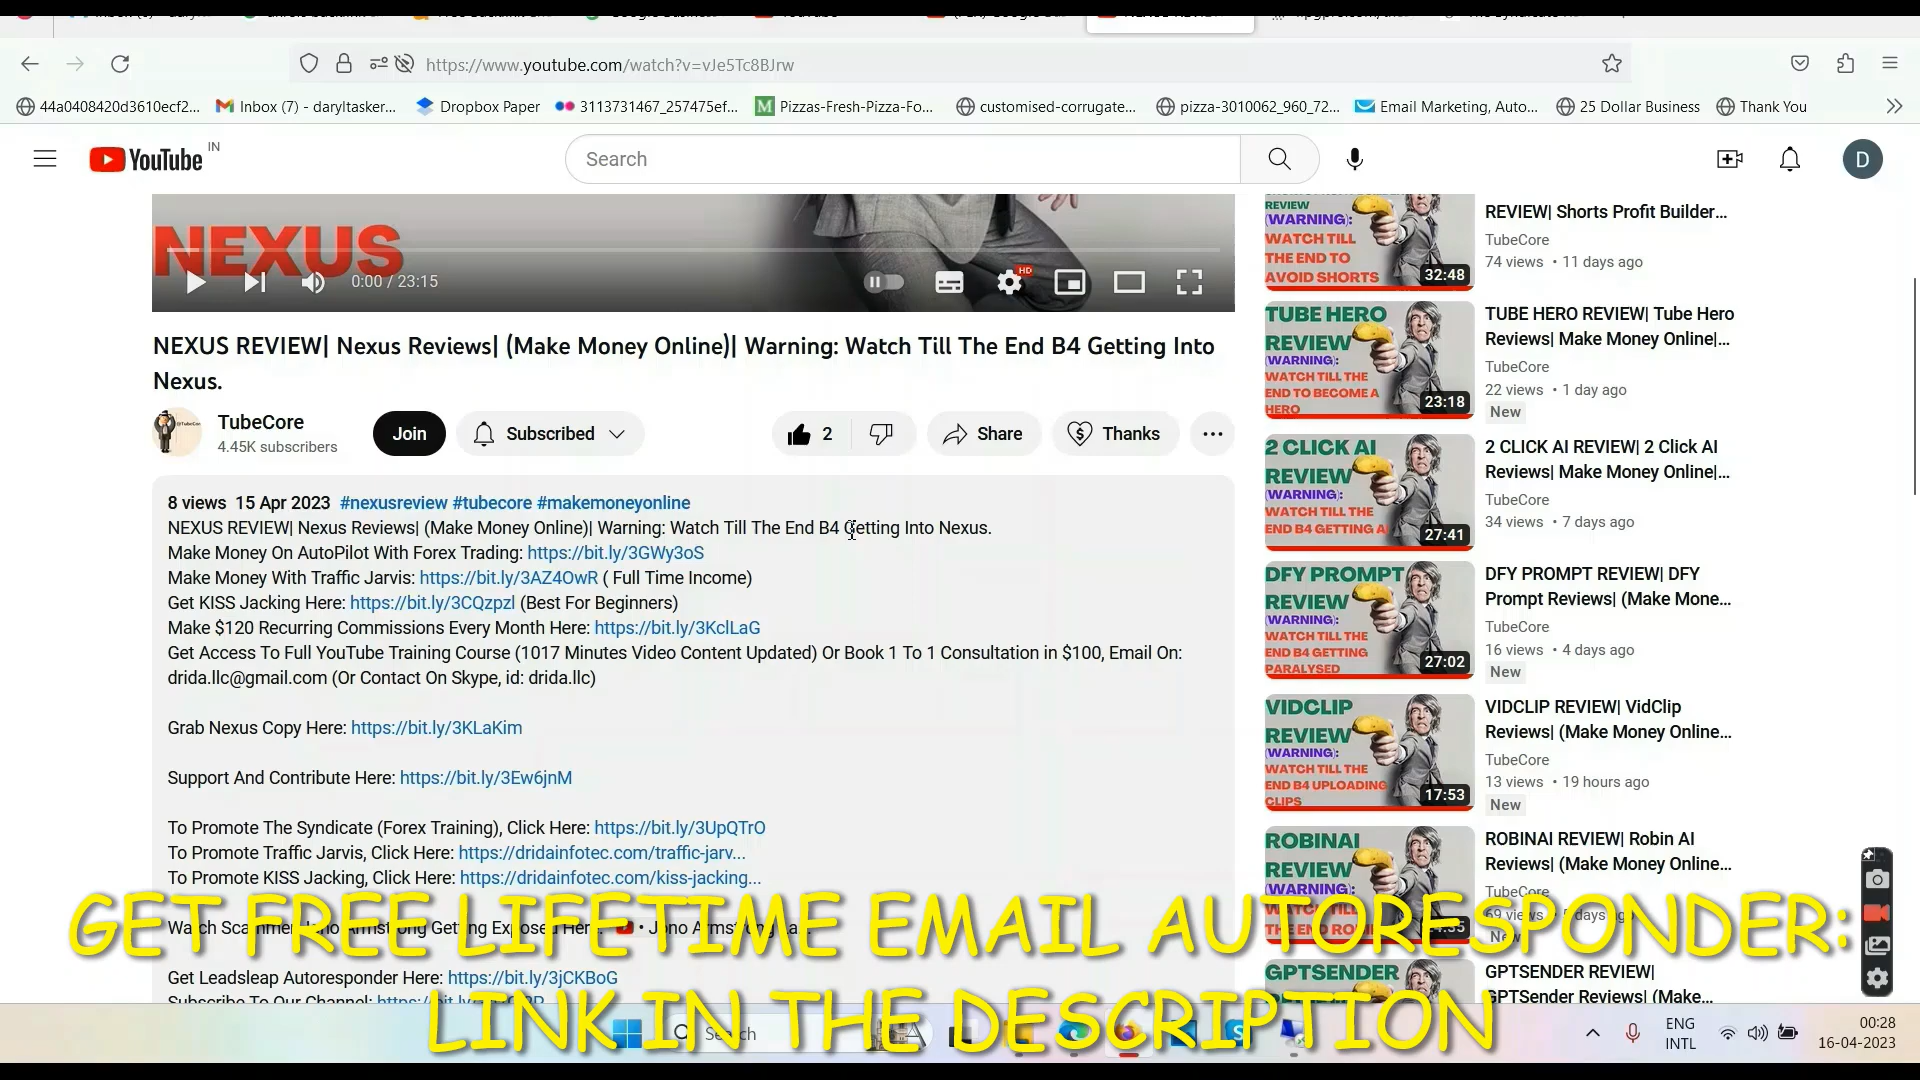 https://www.youtube.com/watch?v=vJe5Tc8BJrw
44a0408420d3610ecf2...
Inbox (7) - daryltasker...
Dropbox Paper
3113731467_257475ef...
Pizzas-Fresh-Pizza-Fo...
customised-corrugate...
pizza-3010062_960_72...
Email Marketing, Auto...
25 Dollar Business
Thank You
YouTube IN
Search
D
NEXUS
0:00 / 23:15
HD
NEXUS REVIEW| Nexus Reviews| (Make Money Online)| Warning: Watch Till The End B4 Getting Into
Nexus.
TubeCore
4.45K subscribers
Join
Subscribed
2
Share
Thanks
8 views 15 Apr 2023 #nexusreview #tubecore #makemoneyonline
NEXUS REVIEW| Nexus Reviews| (Make Money Online)| Warning: Watch Till The End B4 Getting Into Nexus.
Make Money On AutoPilot With Forex Trading: https://bit.ly/3GWy3oS
Make Money With Traffic Jarvis: https://bit.ly/3AZ4OwR ( Full Time Income)
Get KISS Jacking Here: https://bit.ly/3CQzpzl (Best For Beginners)
Make $120 Recurring Commissions Every Month Here: https://bit.ly/3KclLaG
Get Access To Full YouTube Training Course (1017 Minutes Video Content Updated) Or Book 1 To 1 Consultation in $100, Email On:
drida.llc@gmail.com (Or Contact On Skype, id: drida.llc)
Grab Nexus Copy Here: https://bit.ly/3KLaKim
Support And Contribute Here: https://bit.ly/3Ew6jnM
To Promote The Syndicate (Forex Training), Click Here: https://bit.ly/3UpQTrO
To Promote Traffic Jarvis, Click Here: https://dridainfotec.com/traffic-jarv...
To Promote KISS Jacking, Click Here: https://dridainfotec.com/kiss-jacking...
Watch Scammer Jono Armstrong Getting Exposed Here:
Get Leadsleap Autoresponder Here: https://bit.ly/3jCKBoG
Subscribe To Our Channel:
REVIEW
(WARNING):
WATCH TILL
THE END TO
AVOID SHORTS
32:48
REVIEW| Shorts Profit Builder...
TubeCore
74 views • 11 days ago
TUBE HERO
REVIEW
(WARNING):
WATCH TILL THE
END TO BECOME A
HERO
23:18
TUBE HERO REVIEW| Tube Hero
Reviews| Make Money Online|...
TubeCore
22 views • 1 day ago
New
2 CLICK AI
REVIEW
(WARNING):
WATCH TILL THE
END B4 GETTING
27:41
2 CLICK AI REVIEW| 2 Click AI
Reviews| Make Money Online|...
TubeCore
34 views • 7 days ago
DFY PROMPT
REVIEW
(WARNING):
WATCH TILL THE
END B4 GETTING
PARALYSED
27:02
DFY PROMPT REVIEW| DFY
Prompt Reviews| (Make Mone...
TubeCore
16 views • 4 days ago
New
VIDCLIP
REVIEW
(WARNING):
WATCH TILL THE
END B4 UPLOADING
CLIPS
17:53
VIDCLIP REVIEW| VidClip
Reviews| (Make Money Online...
TubeCore
13 views • 19 hours ago
New
ROBINAI
REVIEW
(WARNING):
ROBINAI REVIEW| Robin AI
Reviews| (Make Money Online...
TubeCore
New
GPTSENDER
GPTSENDER REVIEW|
GPTSender Reviews| (Make...
GET FREE LIFETIME EMAIL AUTORESPONDER:
LINK IN THE DESCRIPTION
Search
ENG
INTL
00:28
16-04-2023